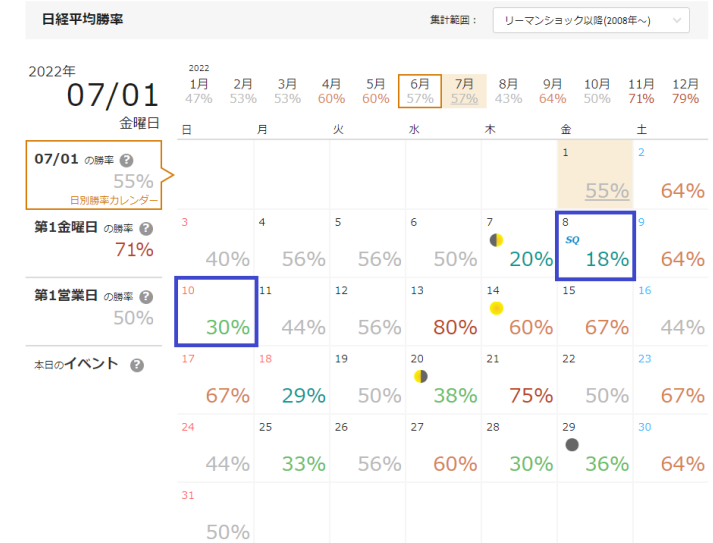 日経平均勝率
集計範囲： リーマンショック以降(2008年～)
2022年
07/01
金曜日
2022
1月 2月 3月 4月 5月 6月 7月 8月 9月 10月 11月 12月
47% 53% 53% 60% 60% 57% 57% 43% 64% 50% 71% 79%
07/01 の勝率 ?
55%
日別勝率カレンダー
第1金曜日 の勝率 ?
71%
第1営業日 の勝率 ?
50%
本日のイベント ?
日 月 火 水 木 金 土
1 2
55% 64%
3 4 5 6 7 8 9
SQ
40% 56% 56% 50% 20% 18% 64%
10 11 12 13 14 15 16
30% 44% 56% 80% 60% 67% 44%
17 18 19 20 21 22 23
67% 29% 50% 38% 75% 50% 67%
24 25 26 27 28 29 30
44% 33% 56% 60% 30% 36% 64%
31
50%